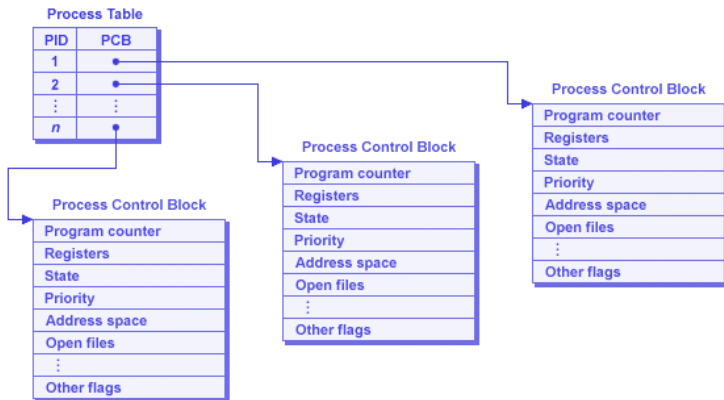 Process Table
PID PCB
1
2
⋮ ⋮
n
Process Control Block
Program counter
Registers
State
Priority
Address space
Open files
⋮
Other flags
Process Control Block
Program counter
Registers
State
Priority
Address space
Open files
⋮
Other flags
Process Control Block
Program counter
Registers
State
Priority
Address space
Open files
⋮
Other flags